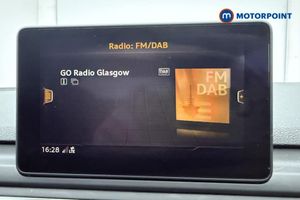 MOTORPOINT
Radio: FM/DAB
GO Radio Glasgow
FM
DAB
16:28